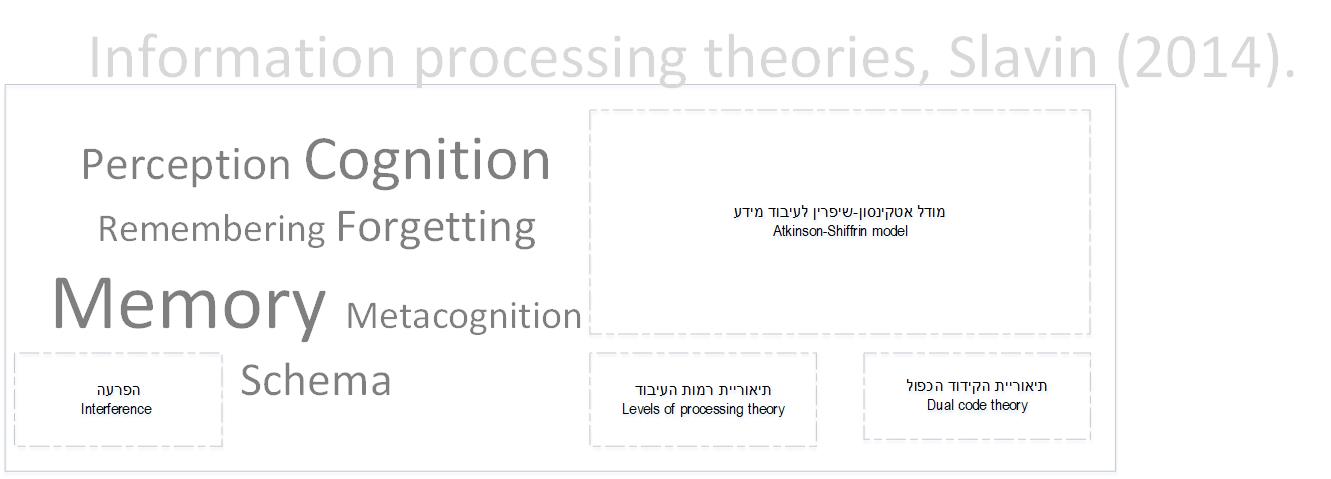 Information processing theories, Slavin (2014).
Perception Cognition
Remembering Forgetting
Memory Metacognition
Schema
מודל אטקינסון-שיפרין לעיבוד מידע
Atkinson-Shiffrin model
הפרעה
Interference
תיאוריית רמות העיבוד
Levels of processing theory
תיאוריית הקידוד הכפול
Dual code theory